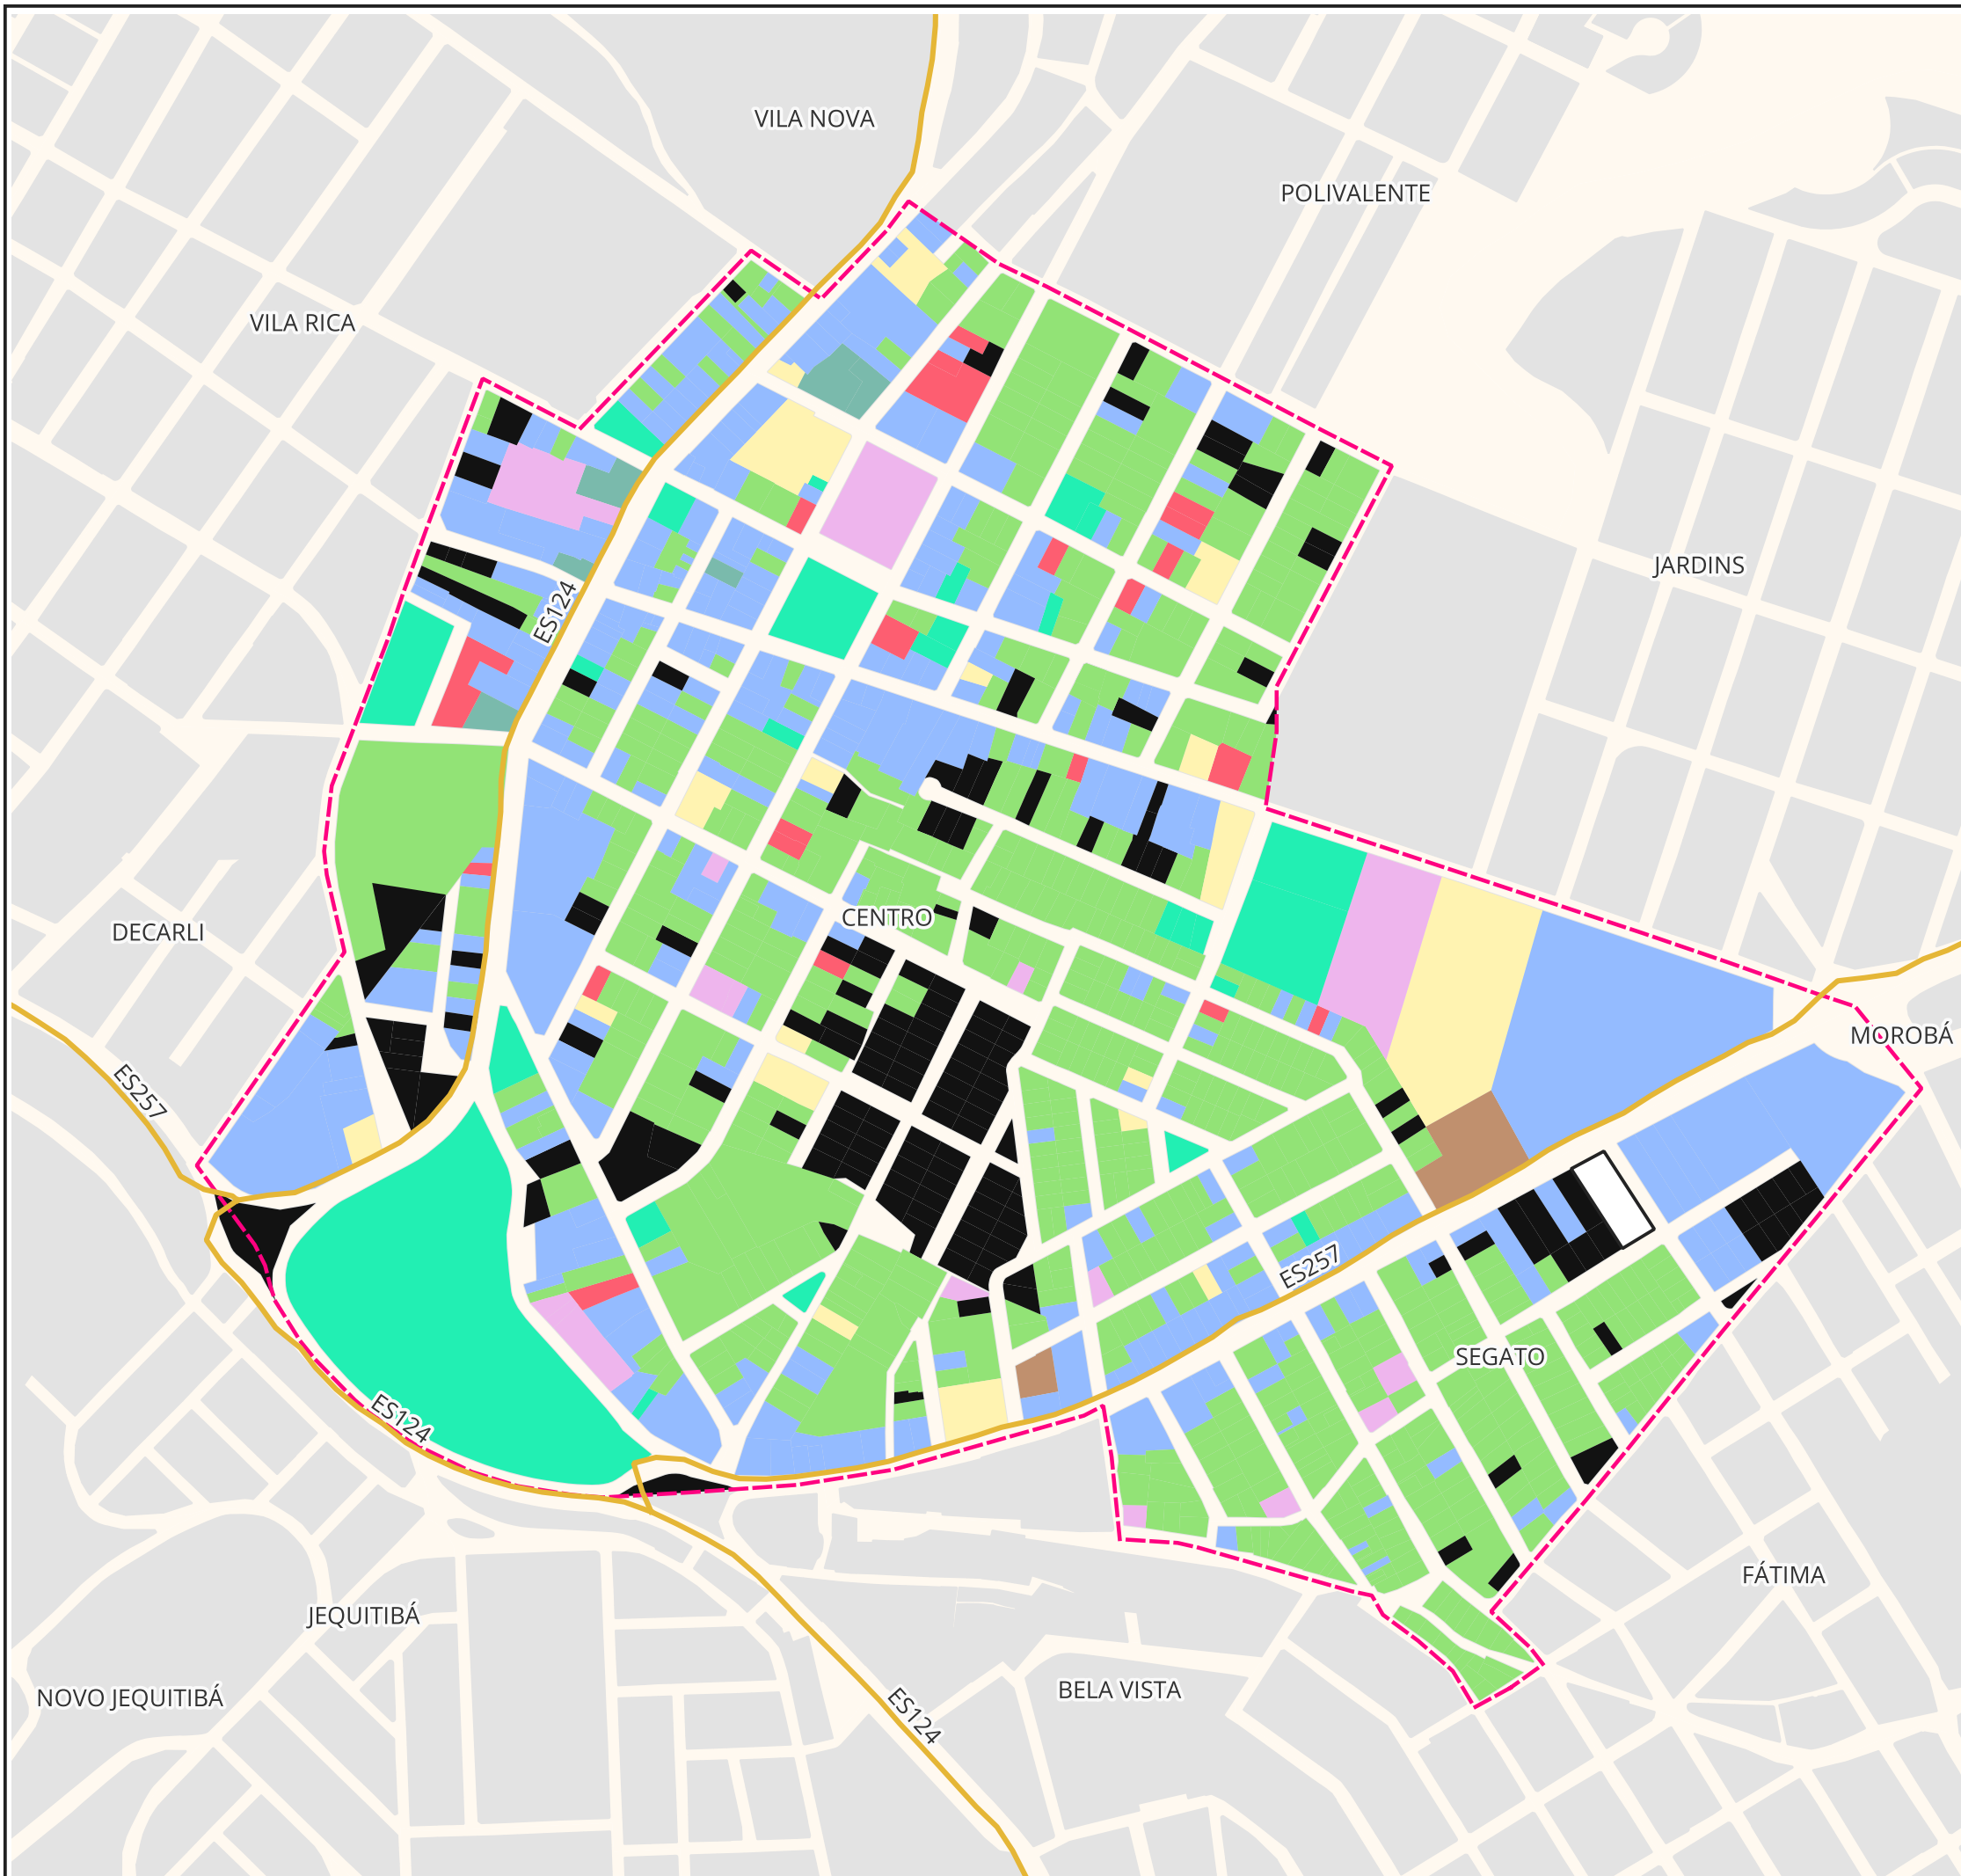 VILA NOVA
POLIVALENTE
VILA RICA
JARDINS
ES124
CENTRO
DECARLI
MOROBÁ
ES257
ES257
SEGATO
ES124
FÁTIMA
JEQUITIBÁ
BELA VISTA
NOVO JEQUITIBÁ
ES124